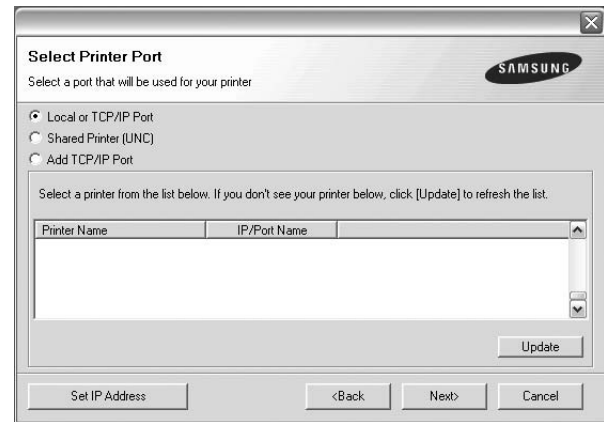 Select Printer Port
Select a port that will be used for your printer
SAMSUNG
Local or TCP/IP Port
Shared Printer (UNC)
Add TCP/IP Port
Select a printer from the list below. If you don't see your printer below, click [Update] to refresh the list.
Printer Name IP/Port Name
Update
Set IP Address <Back Next> Cancel